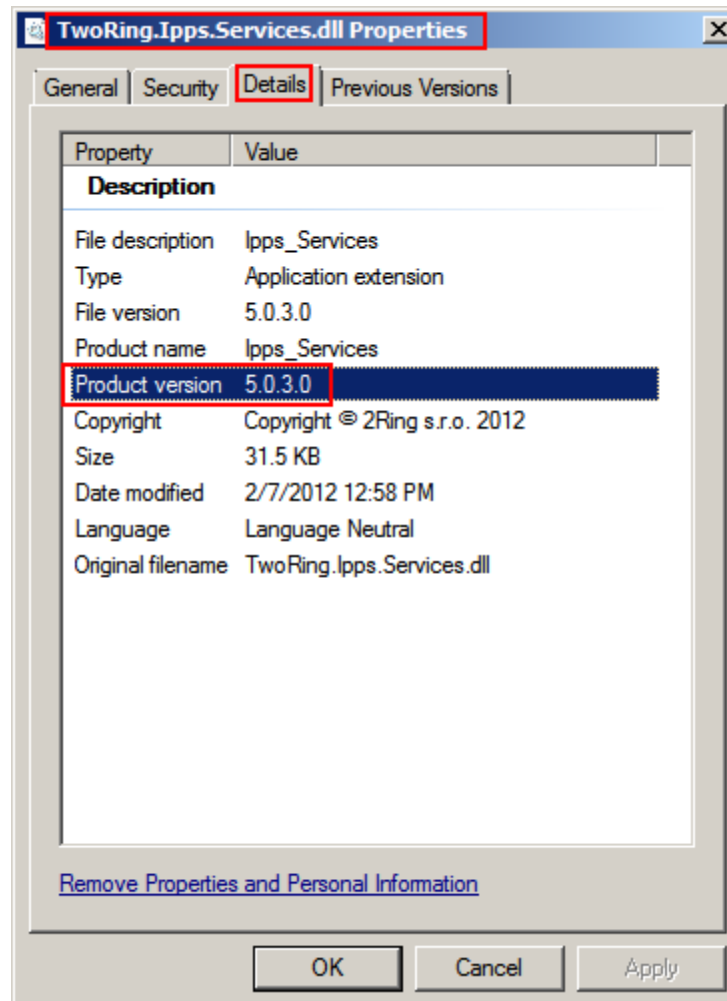 TwoRing.Ipps.Services.dll Properties
General Security Details Previous Versions
Property Value
Description
File description Ipps_Services
Type Application extension
File version 5.0.3.0
Product name Ipps_Services
Product version 5.0.3.0
Copyright Copyright © 2Ring s.r.o. 2012
Size 31.5 KB
Date modified 2/7/2012 12:58 PM
Language Language Neutral
Original filename TwoRing.Ipps.Services.dll
Remove Properties and Personal Information
OK Cancel Apply